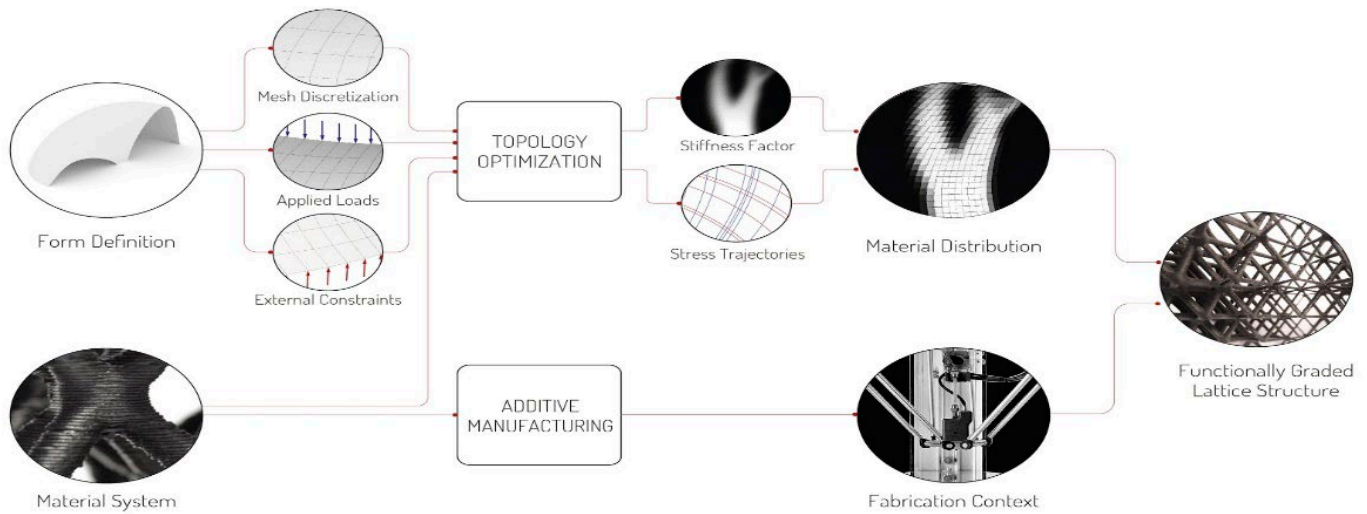 Mesh Discretization
TOPOLOGY
OPTIMIZATION
Stiffness Factor
Applied Loads
Form Definition
Stress Trajectories
Material Distribution
External Constraints
Functionally Graded
Lattice Structure
ADDITIVE
MANUFACTURING
Material System
Fabrication Context